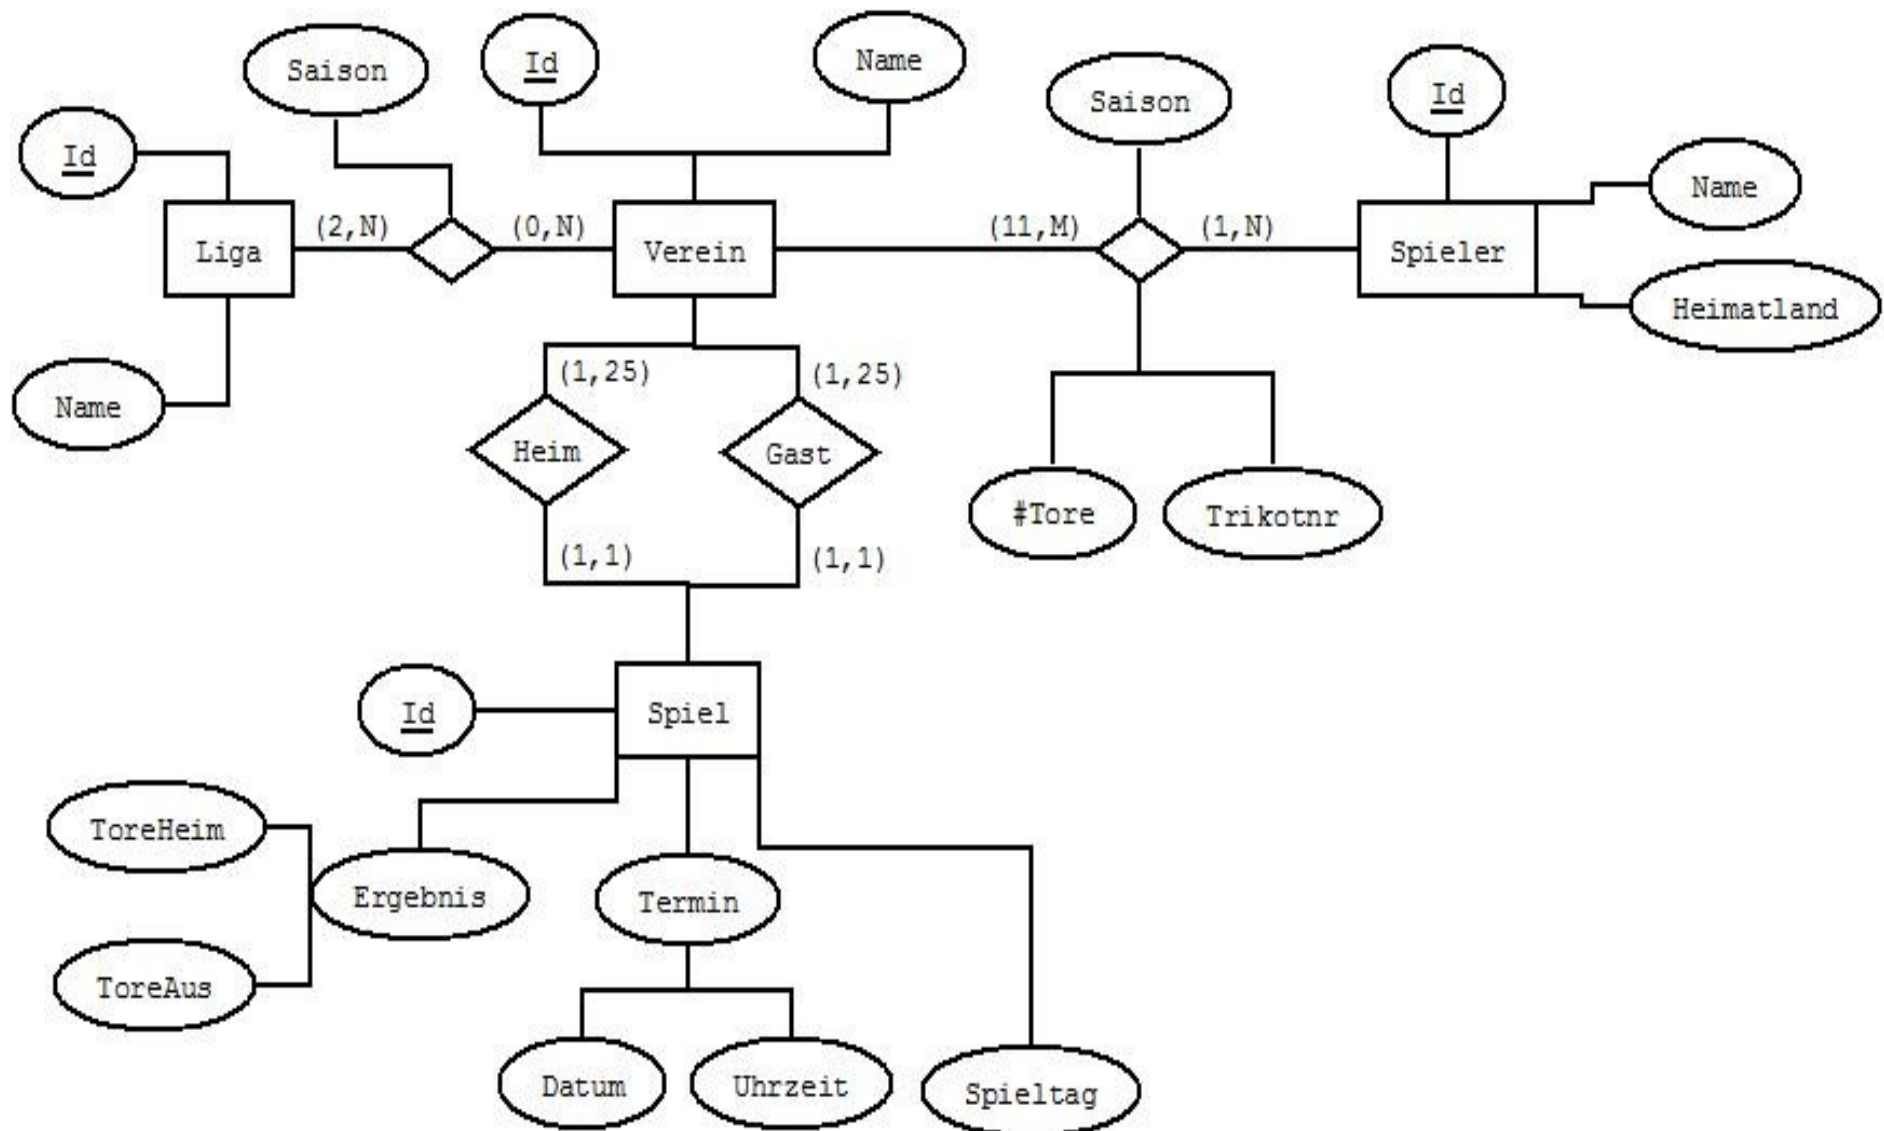 Saison
Id
Name
Saison
Id
Id
Name
Liga
(2,N)
(0,N)
Verein
(11,M)
(1,N)
Spieler
Heimatland
Name
(1,25)
(1,25)
Heim
Gast
#Tore
Trikotnr
(1,1)
(1,1)
Id
Spiel
ToreHeim
Ergebnis
Termin
ToreAus
Datum
Uhrzeit
Spieltag